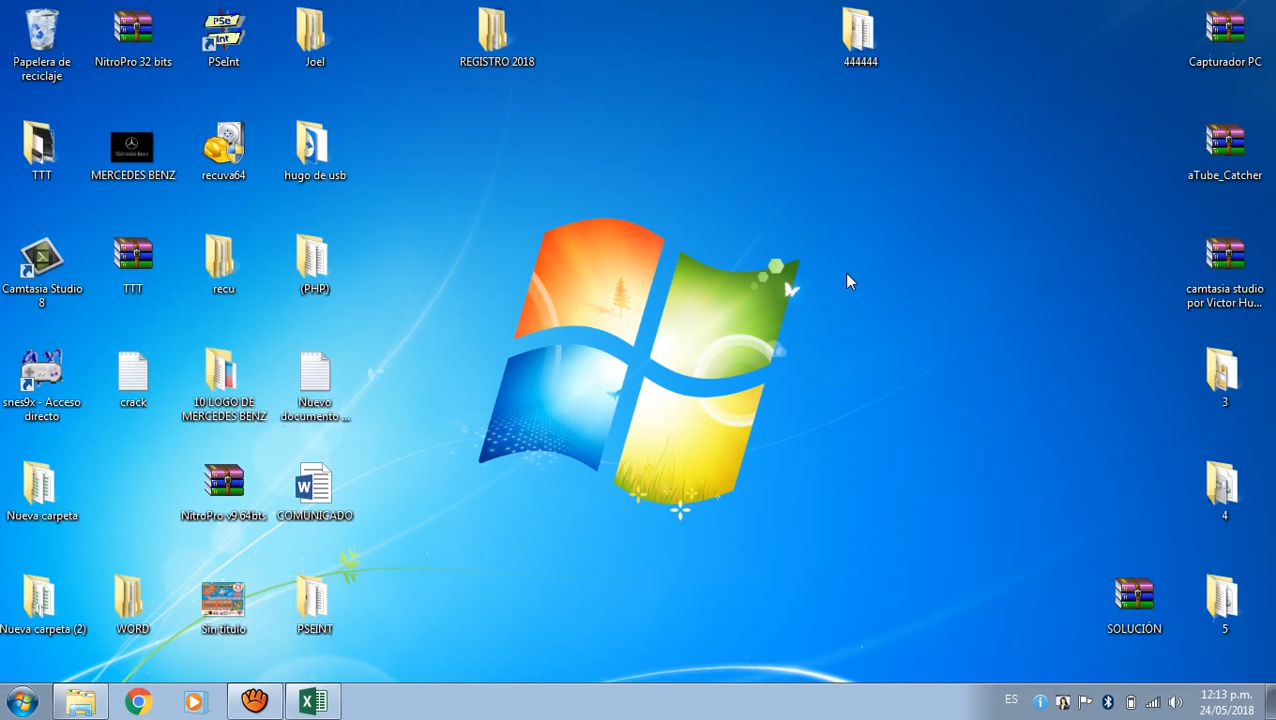 Papelera de
reciclaje
NitroPro 32 bits
PSeInt
Joel
REGISTRO 2018
444444
Capturador PC
TTT
MERCEDES BENZ
recuva64
hugo de usb
aTube_Catcher
Camtasia Studio
8
TTT
recu
(PHP)
camtasia studio
por Victor Hu...
snes9x - Acceso
directo
crack
10 LOGO DE
MERCEDES BENZ
Nuevo
documento ...
3
Nueva carpeta
NitroPro v9 64bts
COMUNICADO
4
Nueva carpeta (2)
WORD
Sin título
PSEINT
SOLUCIÓN
5
ES
12:13 p.m.
24/05/2018